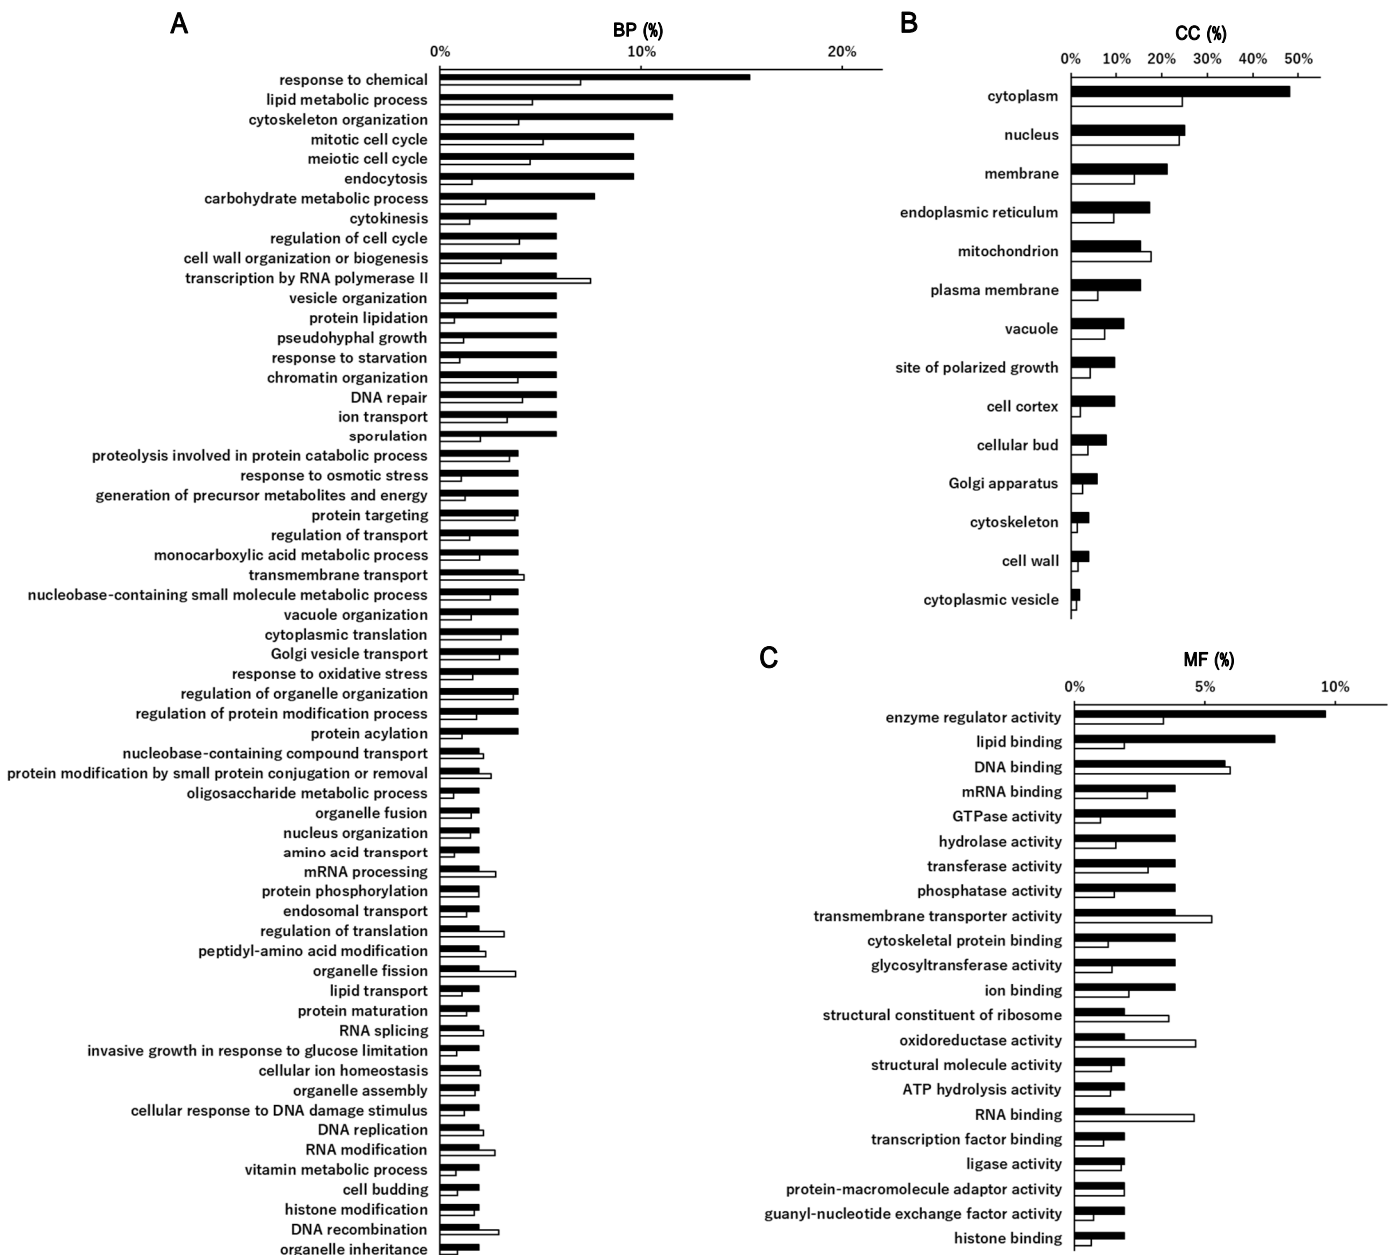 A
BP (%)
0% 10% 20%
response to chemical
lipid metabolic process
cytoskeleton organization
mitotic cell cycle
meiotic cell cycle
endocytosis
carbohydrate metabolic process
cytokinesis
regulation of cell cycle
cell wall organization or biogenesis
transcription by RNA polymerase II
vesicle organization
protein lipidation
pseudohyphal growth
response to starvation
chromatin organization
DNA repair
ion transport
sporulation
proteolysis involved in protein catabolic process
response to osmotic stress
generation of precursor metabolites and energy
protein targeting
regulation of transport
monocarboxylic acid metabolic process
transmembrane transport
nucleobase-containing small molecule metabolic process
vacuole organization
cytoplasmic translation
Golgi vesicle transport
response to oxidative stress
regulation of organelle organization
regulation of protein modification process
protein acylation
nucleobase-containing compound transport
protein modification by small protein conjugation or removal
oligosaccharide metabolic process
organelle fusion
nucleus organization
amino acid transport
mRNA processing
protein phosphorylation
endosomal transport
regulation of translation
peptidyl-amino acid modification
organelle fission
lipid transport
protein maturation
RNA splicing
invasive growth in response to glucose limitation
cellular ion homeostasis
organelle assembly
cellular response to DNA damage stimulus
DNA replication
RNA modification
vitamin metabolic process
cell budding
histone modification
DNA recombination
organelle inheritance
B
CC (%)
0% 10% 20% 30% 40% 50%
cytoplasm
nucleus
membrane
endoplasmic reticulum
mitochondrion
plasma membrane
vacuole
site of polarized growth
cell cortex
cellular bud
Golgi apparatus
cytoskeleton
cell wall
cytoplasmic vesicle
C
MF (%)
0% 5% 10%
enzyme regulator activity
lipid binding
DNA binding
mRNA binding
GTPase activity
hydrolase activity
transferase activity
phosphatase activity
transmembrane transporter activity
cytoskeletal protein binding
glycosyltransferase activity
ion binding
structural constituent of ribosome
oxidoreductase activity
structural molecule activity
ATP hydrolysis activity
RNA binding
transcription factor binding
ligase activity
protein-macromolecule adaptor activity
guanyl-nucleotide exchange factor activity
histone binding